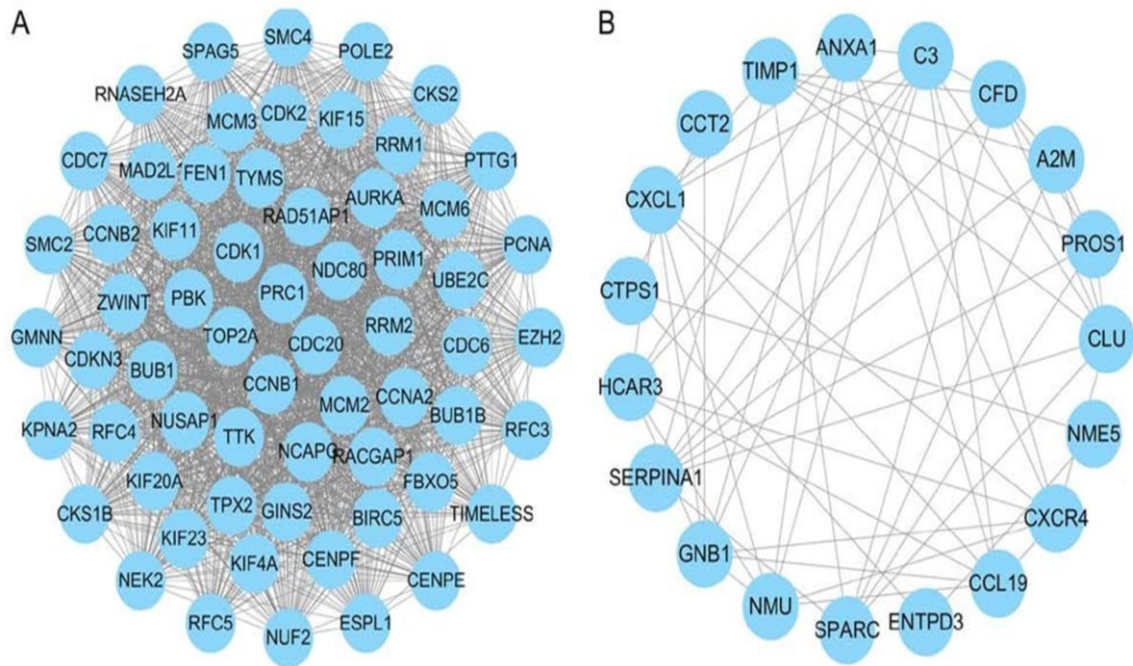 A
SMC4
SPAG5
POLE2
RNASEH2A
CKS2
MCM3
CDK2
KIF15
RRM1
CDC7
MAD2L
FEN1
TYMS
PTTG1
AURKA
RAD51AP1
MCM6
SMC2
CCNB2
KIF11
CDK1
NDC80
PRIM1
PCNA
UBE2C
ZWINT
PBK
PRC1
GMNN
TOP2A
RRM2
EZH2
CDKN3
BUB1
CDC20
CDC6
CCNB1
KPNA2
RFC4
NUSAP1
TTK
MCM2
CCNA2
BUB1B
RFC3
NCAPG
RACGAP1
KIF20A
FBXO5
CKS1B
TPX2
GINS2
BIRC5
TIMELESS
KIF23
KIF4A
CENPF
NEK2
CENPE
RFC5
NUF2
ESPL1
B
ANXA1
C3
TIMP1
CFD
CCT2
A2M
CXCL1
PROS1
CTPS1
CLU
HCAR3
NME5
SERPINA1
CXCR4
GNB1
CCL19
NMU
SPARC
ENTPD3